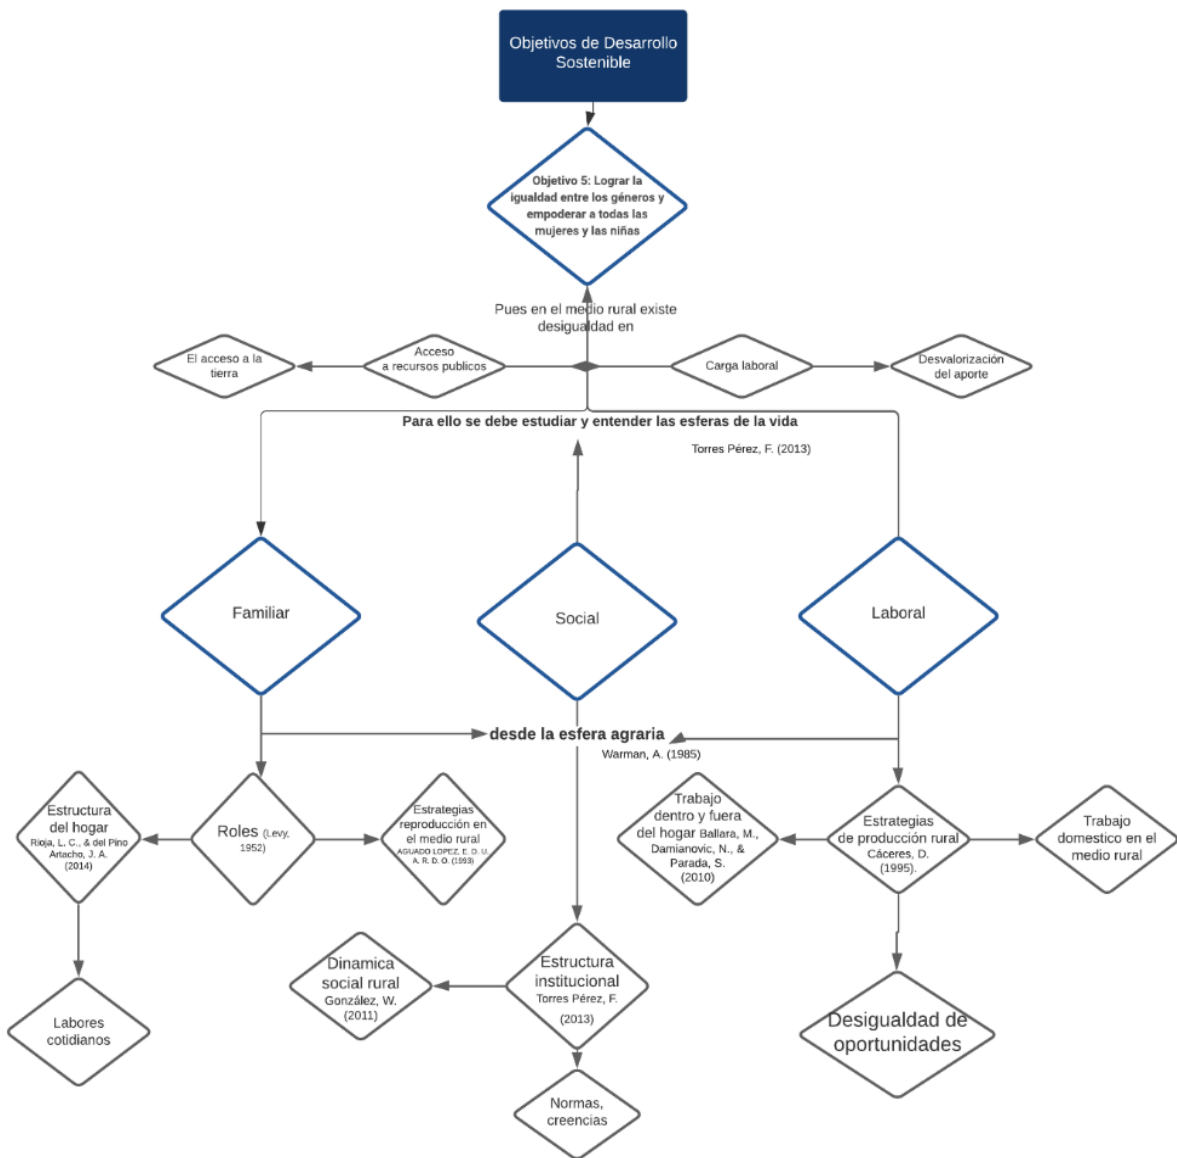 Objetivos de Desarrollo
Sostenible
Objetivo 5: Lograr la
igualdad entre los géneros y
empoderar a todas las
mujeres y las niñas
Pues en el medio rural existe
desigualdad en
El acceso a la
tierra
Acceso
a recursos publicos
Carga laboral
Desvalorización
del aporte
Para ello se debe estudiar y entender las esferas de la vida
Torres Pérez, F. (2013)
Familiar
Social
Laboral
desde la esfera agraria
Warman, A. (1985)
Estructura
del hogar
Rioja, L. C., & del Pino
Artacho, J. A.
(2014)
Roles (Levy,
1952)
Estrategias
reproducción en
el medio rural
AGUADO LOPEZ, E. D. U.
A. R. D. O. (1993)
Trabajo
dentro y fuera
del hogar Ballara, M.,
Damianovic, N., &
Parada, S.
(2010)
Estrategias
de producción rural
Cáceres, D.
(1995).
Trabajo
domestico en el
medio rural
Dinamica
social rural
González, W.
(2011)
Estructura
institucional
Torres Pérez, F.
(2013)
Labores
cotidianos
Desigualdad de
oportunidades
Normas,
creencias